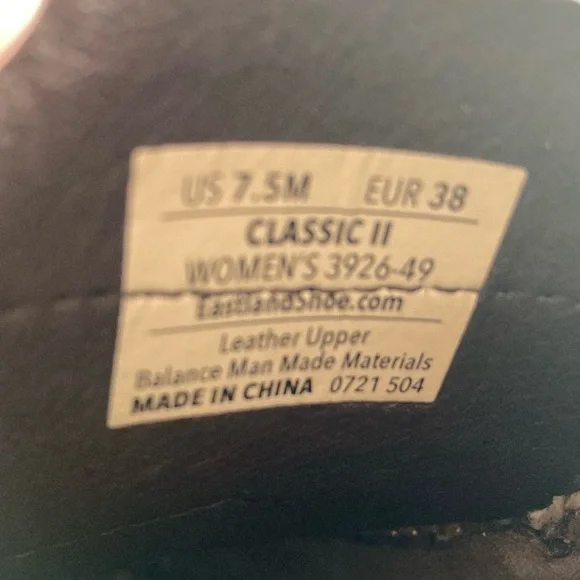 US 7.5M EUR 38
CLASSIC II
WOMEN'S 3926-49
EastlandShoe.com
Leather Upper
Balance Man Made Materials
MADE IN CHINA 0721 504